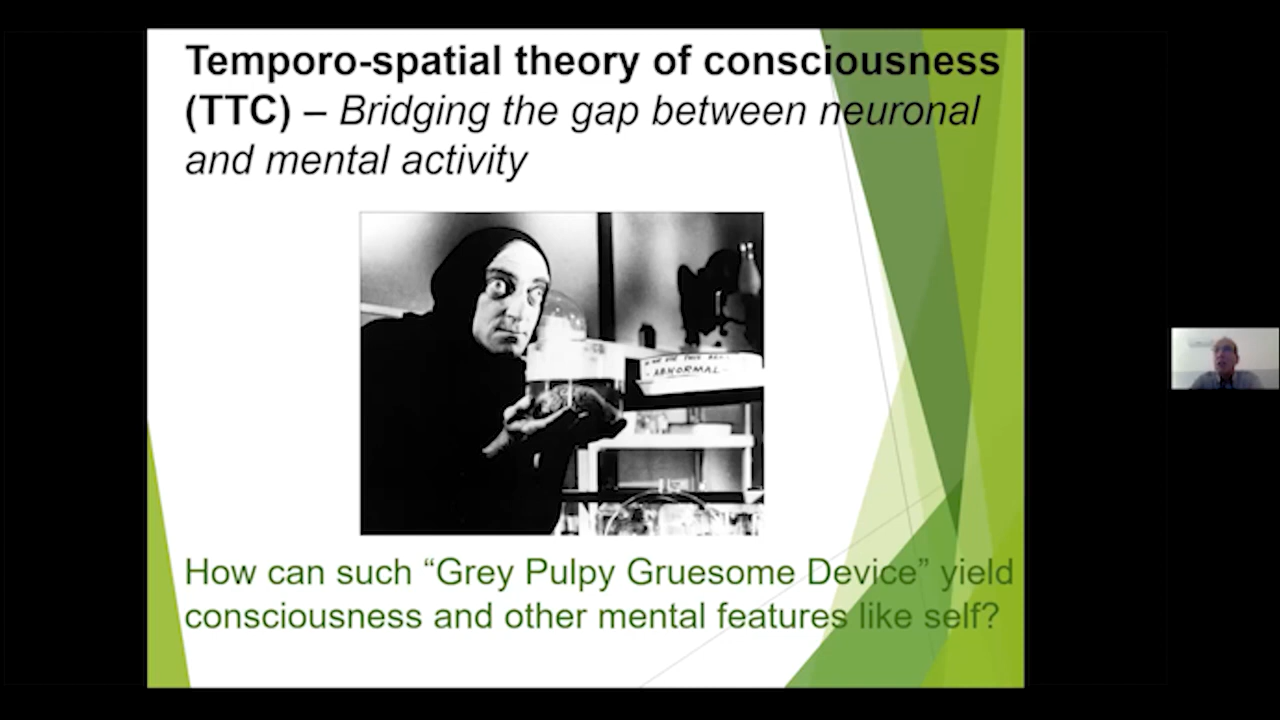 Temporo-spatial theory of consciousness
(TTC) – Bridging the gap between neuronal
and mental activity
ABNORMAL
How can such “Grey Pulpy Gruesome Device” yield
consciousness and other mental features like self?